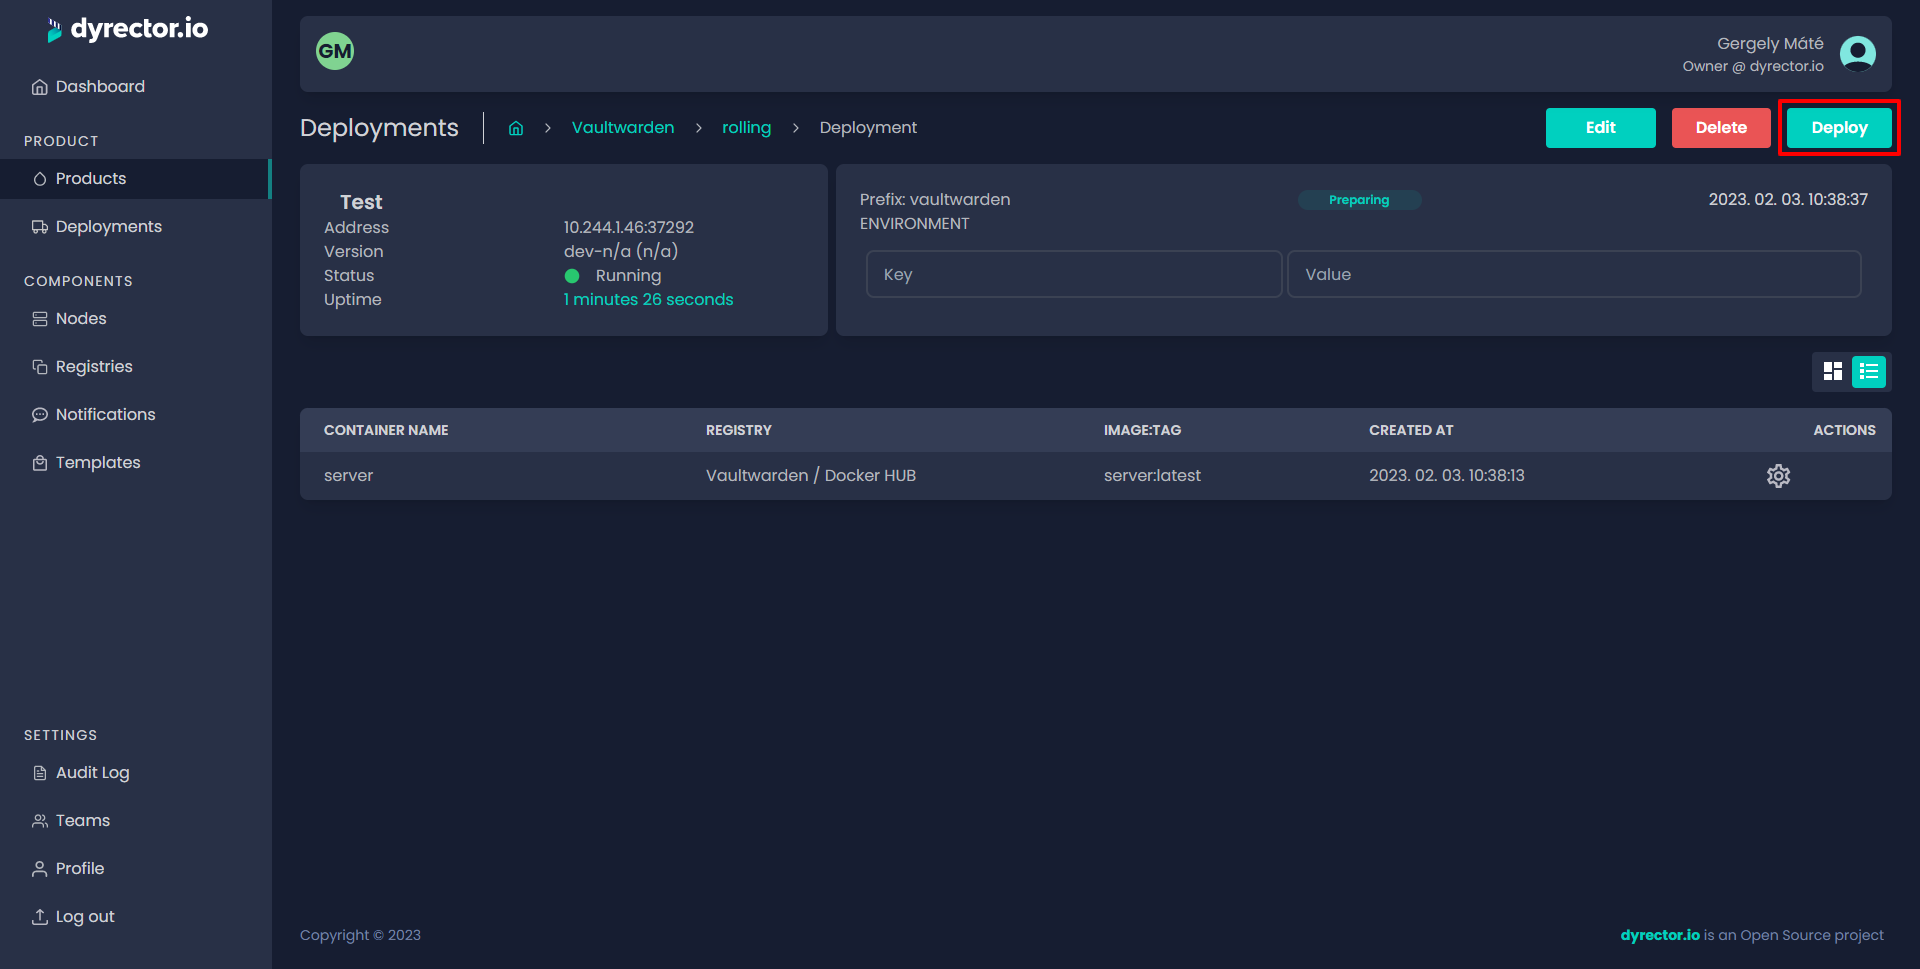 dyrector.io
Dashboard
PRODUCT
Products
Deployments
COMPONENTS
Nodes
Registries
Notifications
Templates
SETTINGS
Audit Log
Teams
Profile
Log out
GM
Gergely Máté
Owner @ dyrector.io
Deployments
Vaultwarden > rolling > Deployment
Edit
Delete
Deploy
Test
Address 10.244.1.46:37292
Version dev-n/a (n/a)
Status Running
Uptime 1 minutes 26 seconds
Prefix: vaultwarden
Preparing
2023. 02. 03. 10:38:37
ENVIRONMENT
Key
Value
CONTAINER NAME REGISTRY IMAGE:TAG CREATED AT ACTIONS
server Vaultwarden / Docker HUB server:latest 2023. 02. 03. 10:38:13
Copyright © 2023
dyrector.io is an Open Source project